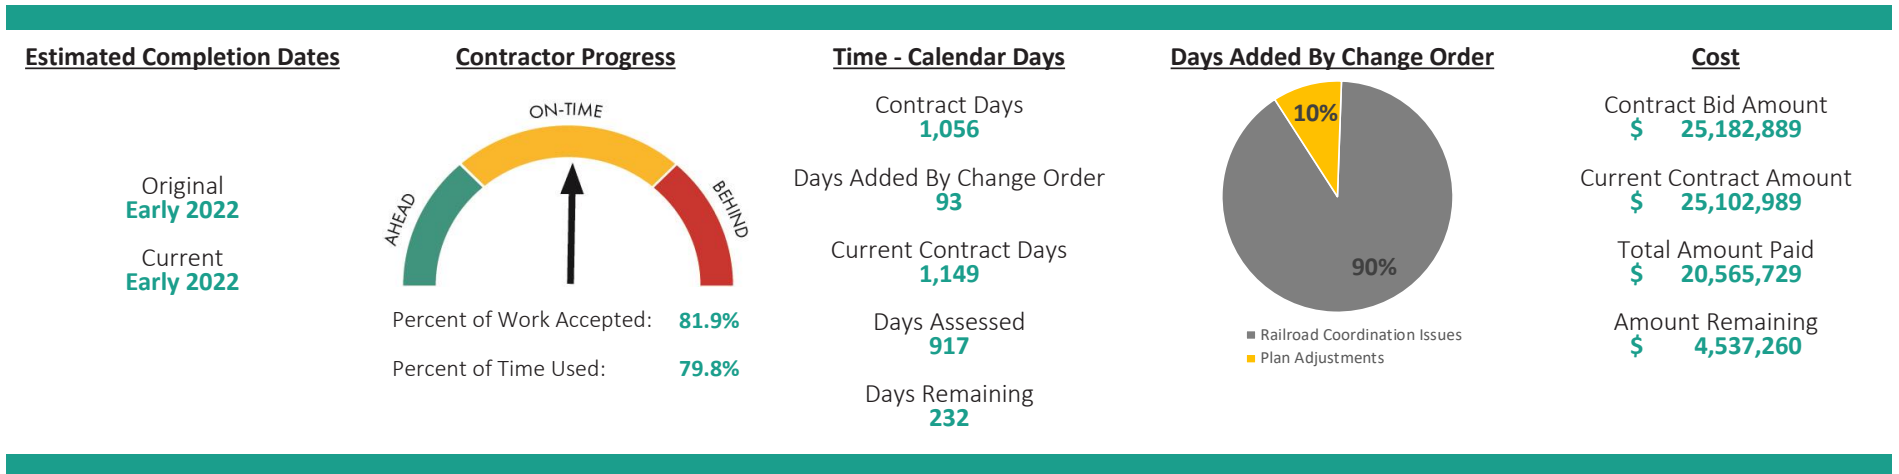 Estimated Completion Dates
Original
Early 2022
Current
Early 2022
Contractor Progress
AHEAD
ON-TIME
BEHIND
Percent of Work Accepted: 81.9%
Percent of Time Used: 79.8%
Time - Calendar Days
Contract Days
1,056
Days Added By Change Order
93
Current Contract Days
1,149
Days Assessed
917
Days Remaining
232
Days Added By Change Order
10%
90%
Railroad Coordination Issues
Plan Adjustments
Cost
Contract Bid Amount
$ 25,182,889
Current Contract Amount
$ 25,102,989
Total Amount Paid
$ 20,565,729
Amount Remaining
$ 4,537,260